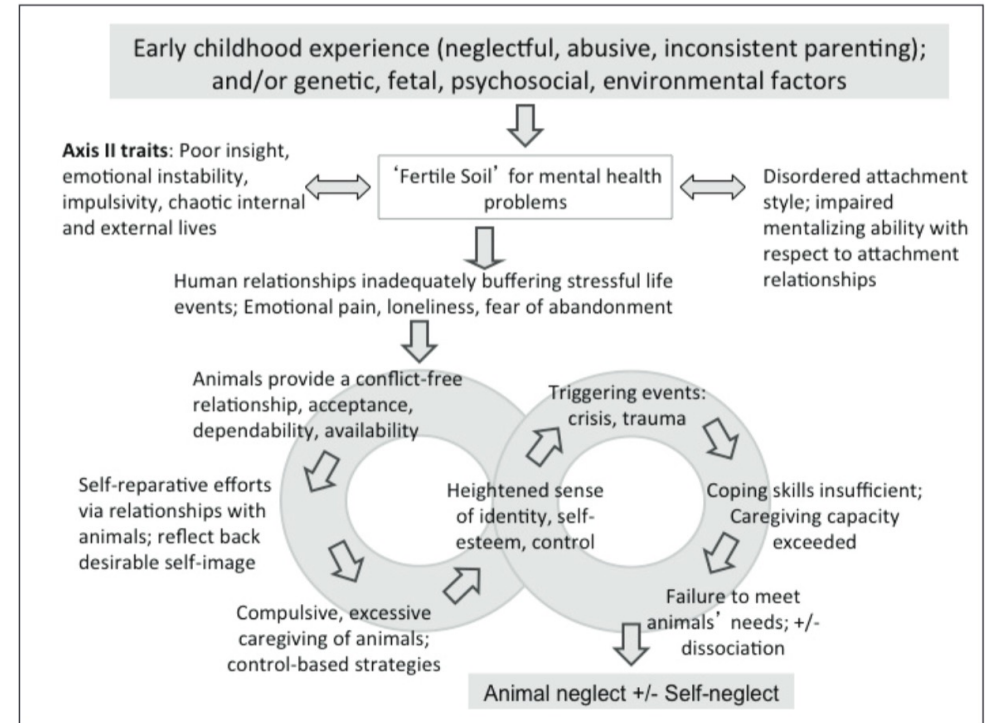 Early childhood experience (neglectful, abusive, inconsistent parenting);
and/or genetic, fetal, psychosocial, environmental factors
Axis II traits: Poor insight,
emotional instability,
impulsivity, chaotic internal
and external lives
‘Fertile Soil’ for mental health
problems
Disordered attachment
style; impaired
mentalizing ability with
respect to attachment
relationships
Human relationships inadequately buffering stressful life
events; Emotional pain, loneliness, fear of abandonment
Animals provide a conflict-free
relationship, acceptance,
dependability, availability
Self-reparative efforts
via relationships with
animals; reflect back
desirable self-image
Compulsive, excessive
caregiving of animals;
control-based strategies
Heightened sense
of identity, self-
esteem, control
Triggering events:
crisis, trauma
Coping skills insufficient;
Caregiving capacity
exceeded
Failure to meet
animals’ needs; +/-
dissociation
Animal neglect +/- Self-neglect